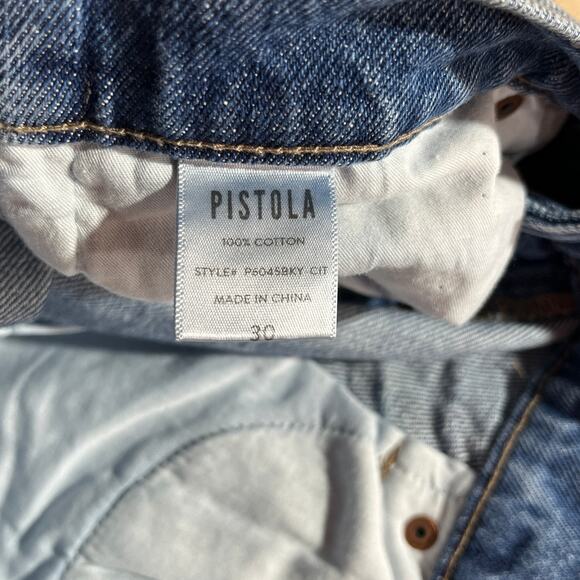 PISTOLA
100% COTTON
STYLE# P6045BKY-CIT
MADE IN CHINA
30